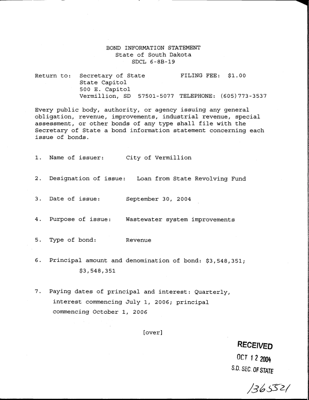 BOND INFORMATION STATEMENT
State of South Dakota
SDCL 6-8B-19
Return to: Secretary of State FILING FEE: $1.00
State Capitol
500 E. Capitol
Vermillion, SD 57501-5077 TELEPHONE: (605)773-3537
Every public body, authority, or agency issuing any general
obligation, revenue, improvements, industrial revenue, special
assessment, or other bonds of any type shall file with the
Secretary of State a bond information statement concerning each
issue of bonds.
1. Name of issuer: City of Vermillion
2. Designation of issue: Loan from State Revolving Fund
3. Date of issue: September 30, 2004
4. Purpose of issue: Wastewater system improvements
5. Type of bond: Revenue
6. Principal amount and denomination of bond: $3,548,351;
$3,548,351
7. Paying dates of principal and interest: Quarterly,
interest commencing July 1, 2006; principal
commencing October 1, 2006
[over]
RECEIVED
OCT 12 2004
S.D. SEC. OF STATE
1365521